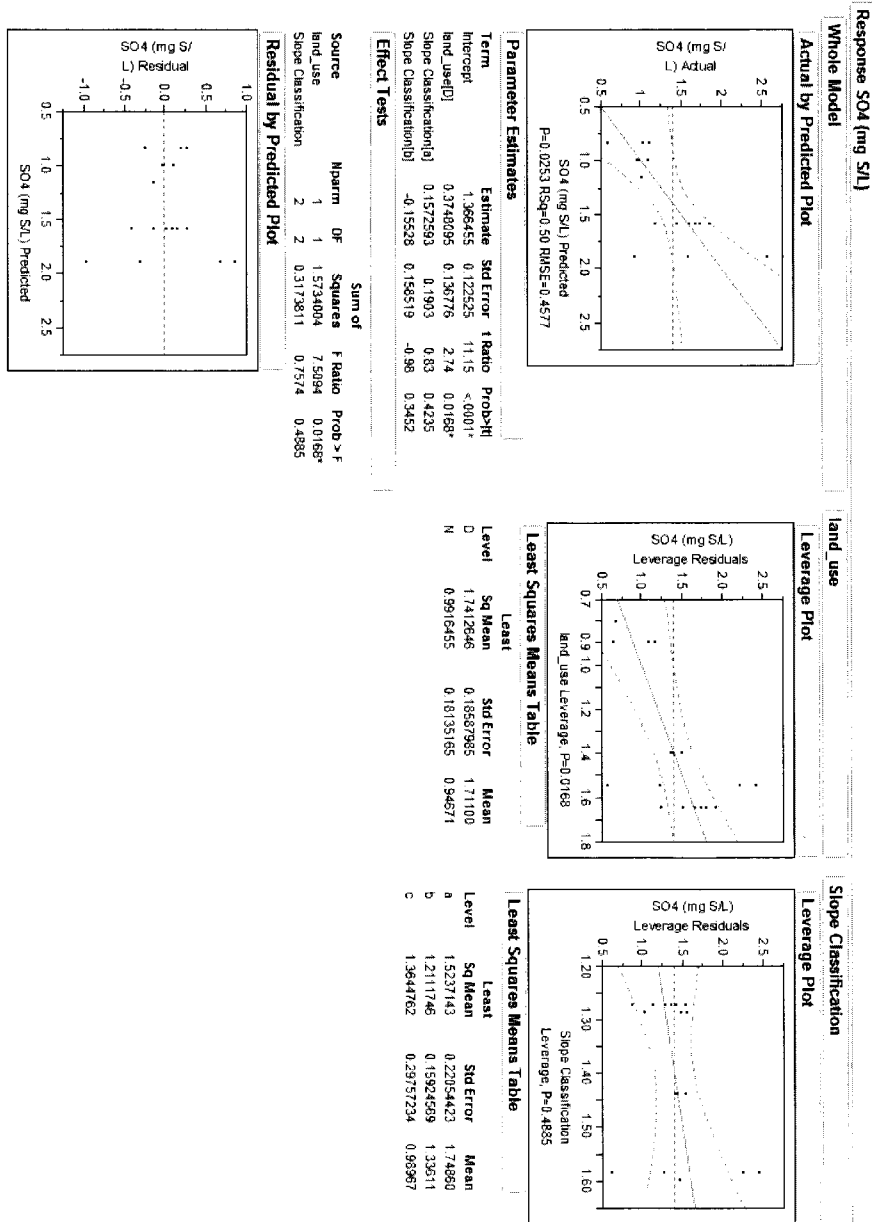 Response SO4 (mg S/L)
Whole Model
Actual by Predicted Plot
SO4 (mg S/
L) Actual
2.5
2
1.5
1
0.5
0.5 1.0 1.5 2.0 2.5
SO4 (mg S/L) Predicted
P=0.0253 RSq=0.50 RMSE=0.4577
Parameter Estimates
Term Estimate Std Error t Ratio Prob>|t|
Intercept 1.366455 0.122525 11.15 <.0001*
land_use[D] 0.3748095 0.136776 2.74 0.0168*
Slope Classification[a] 0.1572593 0.1903 0.83 0.4235
Slope Classification[b] -0.15528 0.158519 -0.98 0.3452
Effect Tests
Sum of
Source Nparm DF Squares F Ratio Prob > F
land_use 1 1 1.5734004 7.5094 0.0168*
Slope Classification 2 2 0.3173811 0.7574 0.4885
Residual by Predicted Plot
SO4 (mg S/
L) Residual
1.0
0.5
0.0
-0.5
-1.0
0.5 1.0 1.5 2.0 2.5
SO4 (mg S/L) Predicted
land_use
Leverage Plot
SO4 (mg S/L)
Leverage Residuals
2.5
2.0
1.5
1.0
0.5
0.7 0.9 1.0 1.2 1.4 1.6 1.8
land_use Leverage, P=0.0168
Least Squares Means Table
Least
Level Sq Mean Std Error Mean
D 1.7412646 0.18587985 1.71100
N 0.9916455 0.18135165 0.94671
Slope Classification
Leverage Plot
SO4 (mg S/L)
Leverage Residuals
2.5
2.0
1.5
1.0
0.5
1.20 1.30 1.40 1.50 1.60
Slope Classification
Leverage, P=0.4885
Least Squares Means Table
Least
Level Sq Mean Std Error Mean
a 1.5237143 0.22054423 1.74860
b 1.2111746 0.15924569 1.33611
c 1.3644762 0.29757234 0.96967